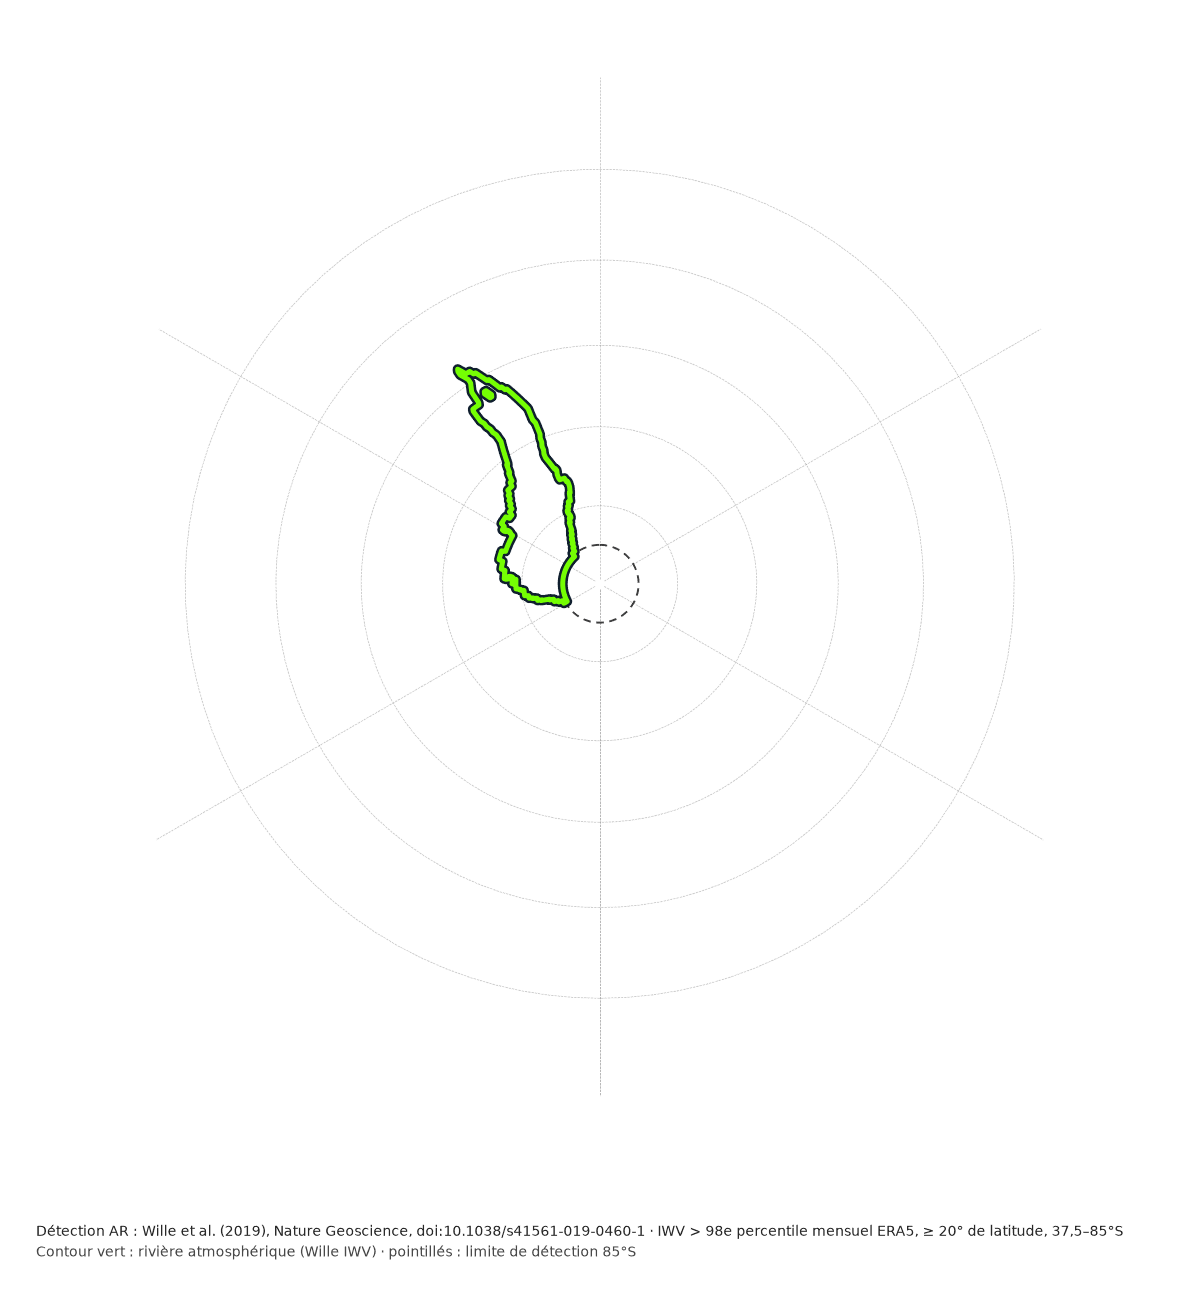 Détection AR : Wille et al. (2019), Nature Geoscience, doi:10.1038/s41561-019-0460-1 · IWV > 98e percentile mensuel ERA5, ≥ 20° de latitude, 37,5–85°S
Contour vert : rivière atmosphérique (Wille IWV) · pointillés : limite de détection 85°S